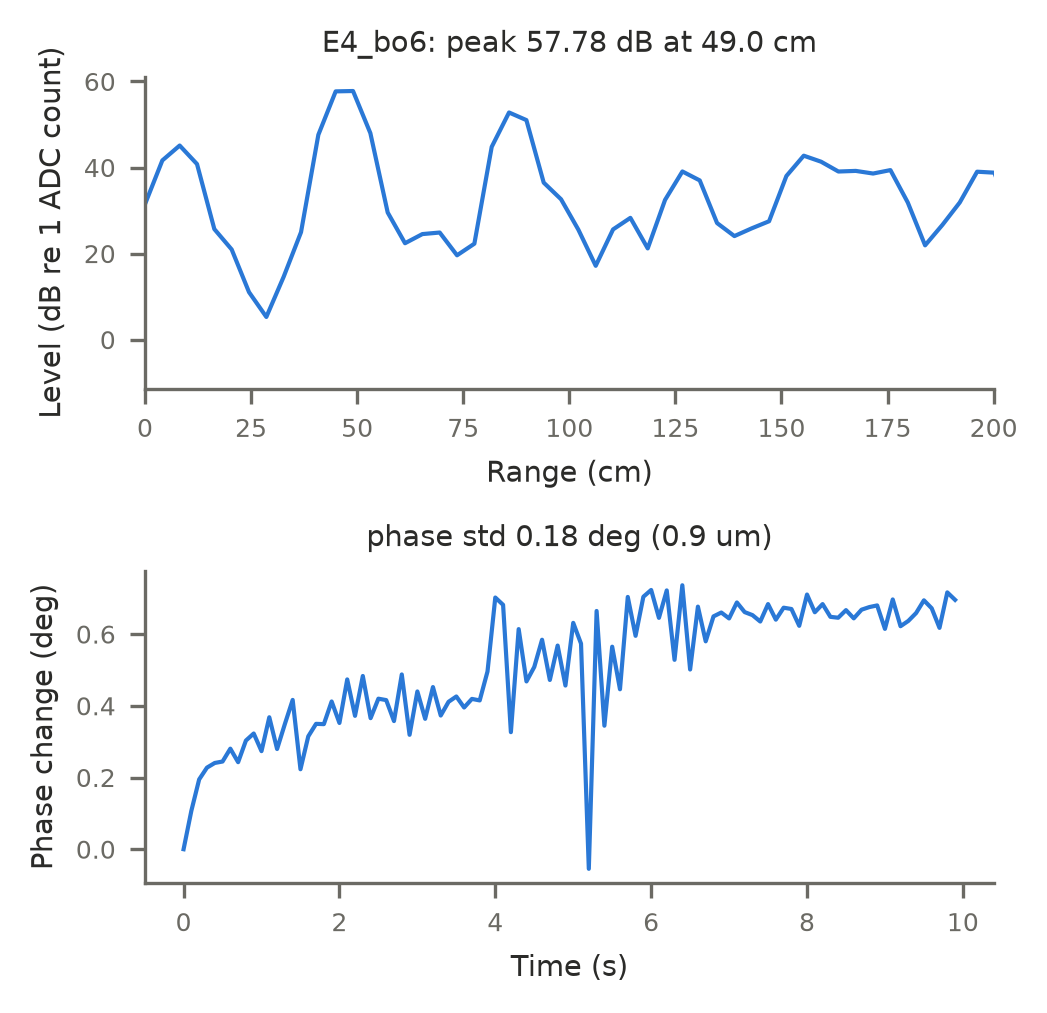 E4_bo6: peak 57.78 dB at 49.0 cm
Level (dB re 1 ADC count)
60
40
20
0
0 25 50 75 100 125 150 175 200
Range (cm)
phase std 0.18 deg (0.9 um)
Phase change (deg)
0.6
0.4
0.2
0.0
0 2 4 6 8 10
Time (s)